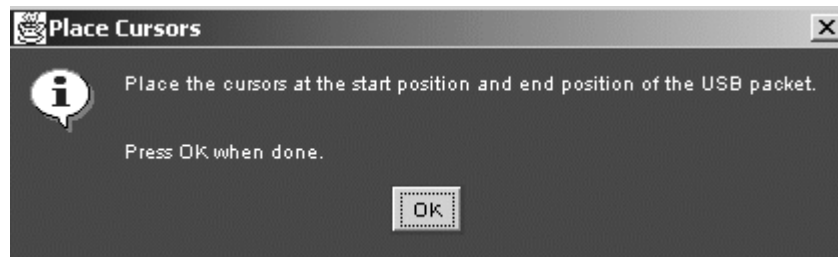 Place Cursors
Place the cursors at the start position and end position of the USB packet.
Press OK when done.
OK